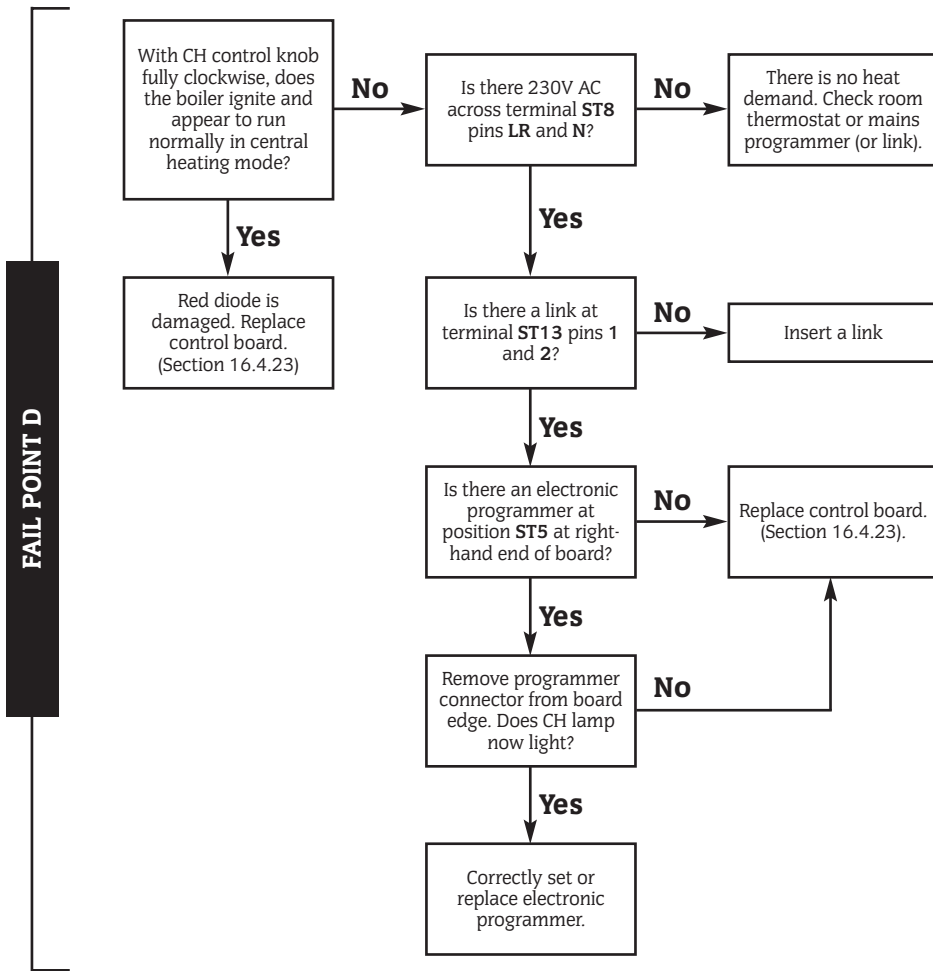 With CH control knob
fully clockwise, does
the boiler ignite and
appear to run
normally in central
heating mode?
No
Is there 230V AC
across terminal ST8
pins LR and N?
No
There is no heat
demand. Check room
thermostat or mains
programmer (or link).
Yes
Yes
Red diode is
damaged. Replace
control board.
(Section 16.4.23)
Is there a link at
terminal ST13 pins 1
and 2?
No
Insert a link
Yes
FAIL POINT D
Is there an electronic
programmer at
position ST5 at right-
hand end of board?
No
Replace control board.
(Section 16.4.23).
Yes
Remove programmer
connector from board
edge. Does CH lamp
now light?
No
Yes
Correctly set or
replace electronic
programmer.